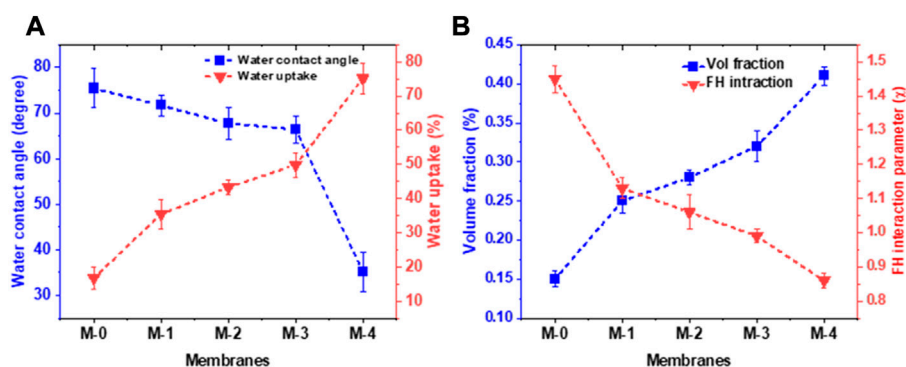 A
Water contact angle (degree)
80
70
60
50
40
30
Water contact angle
Water uptake
90
80
70
60
50
40
30
20
10
Water uptake (%)
M-0 M-1 M-2 M-3 M-4
Membranes
B
Volume fraction (%)
0.45
0.40
0.35
0.30
0.25
0.20
0.15
0.10
Vol fraction
FH intraction
1.5
1.4
1.3
1.2
1.1
1.0
0.9
0.8
FH interaction parameter (χ)
M-0 M-1 M-2 M-3 M-4
Membranes